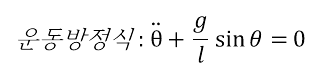 운동방정식: θ̈ + g/l sin θ = 0